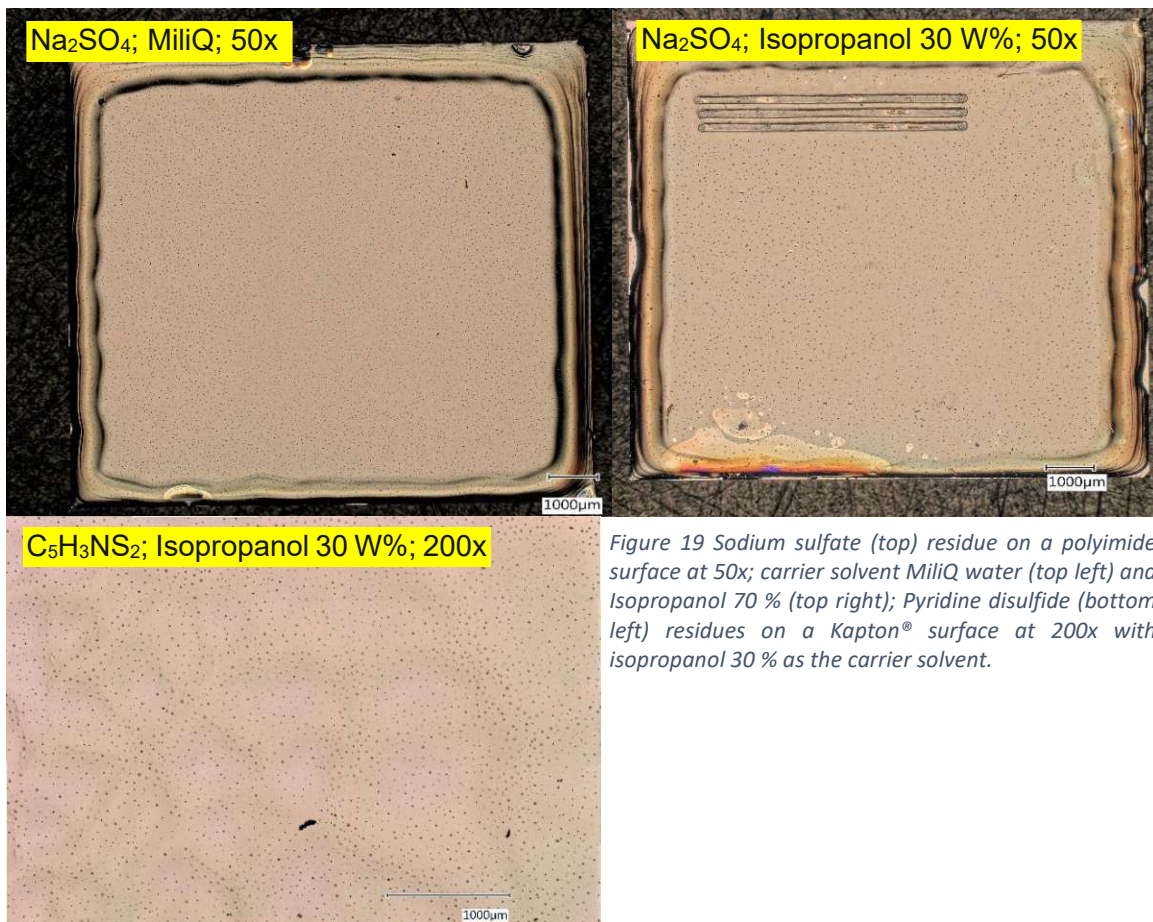 Na₂SO₄; MiliQ; 50x
1000µm
Na₂SO₄; Isopropanol 30 W%; 50x
1000µm
C₅H₃NS₂; Isopropanol 30 W%; 200x
1000µm
Figure 19 Sodium sulfate (top) residue on a polyimide
surface at 50x; carrier solvent MiliQ water (top left) and
Isopropanol 70 % (top right); Pyridine disulfide (bottom
left) residues on a Kapton® surface at 200x with
isopropanol 30 % as the carrier solvent.